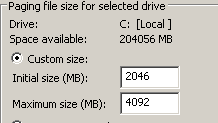 Paging file size for selected drive
Drive: C: [Local]
Space available: 204056 MB
Custom size:
Initial size (MB): 2046
Maximum size (MB): 4092